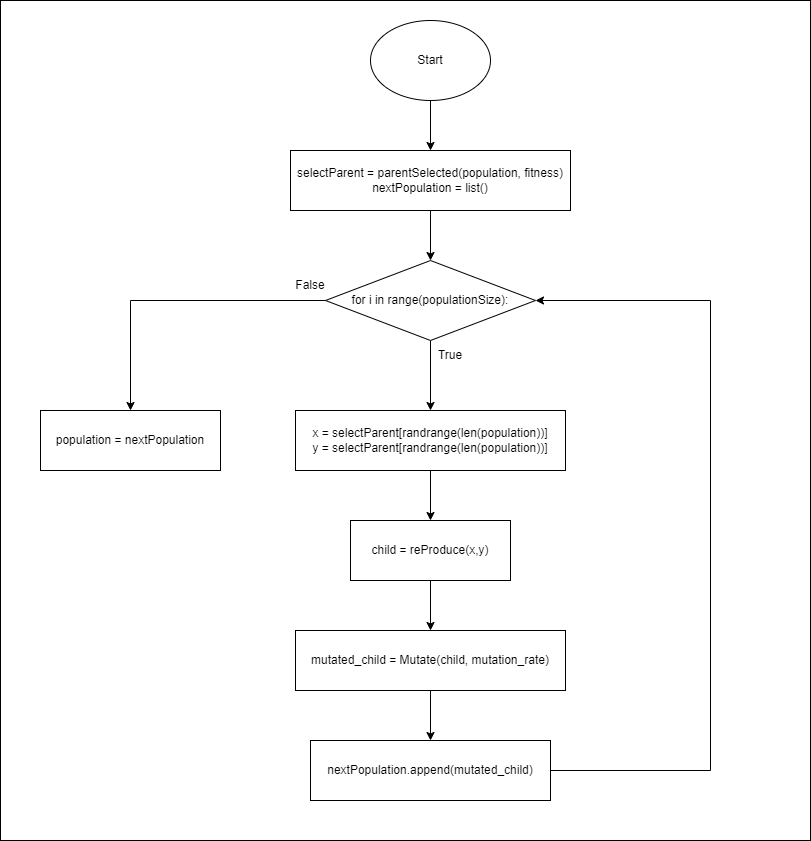 Start
selectParent = parentSelected(population, fitness)
nextPopulation = list()
False
for i in range(populationSize):
True
population = nextPopulation
x = selectParent[randrange(len(population))]
y = selectParent[randrange(len(population))]
child = reProduce(x,y)
mutated_child = Mutate(child, mutation_rate)
nextPopulation.append(mutated_child)